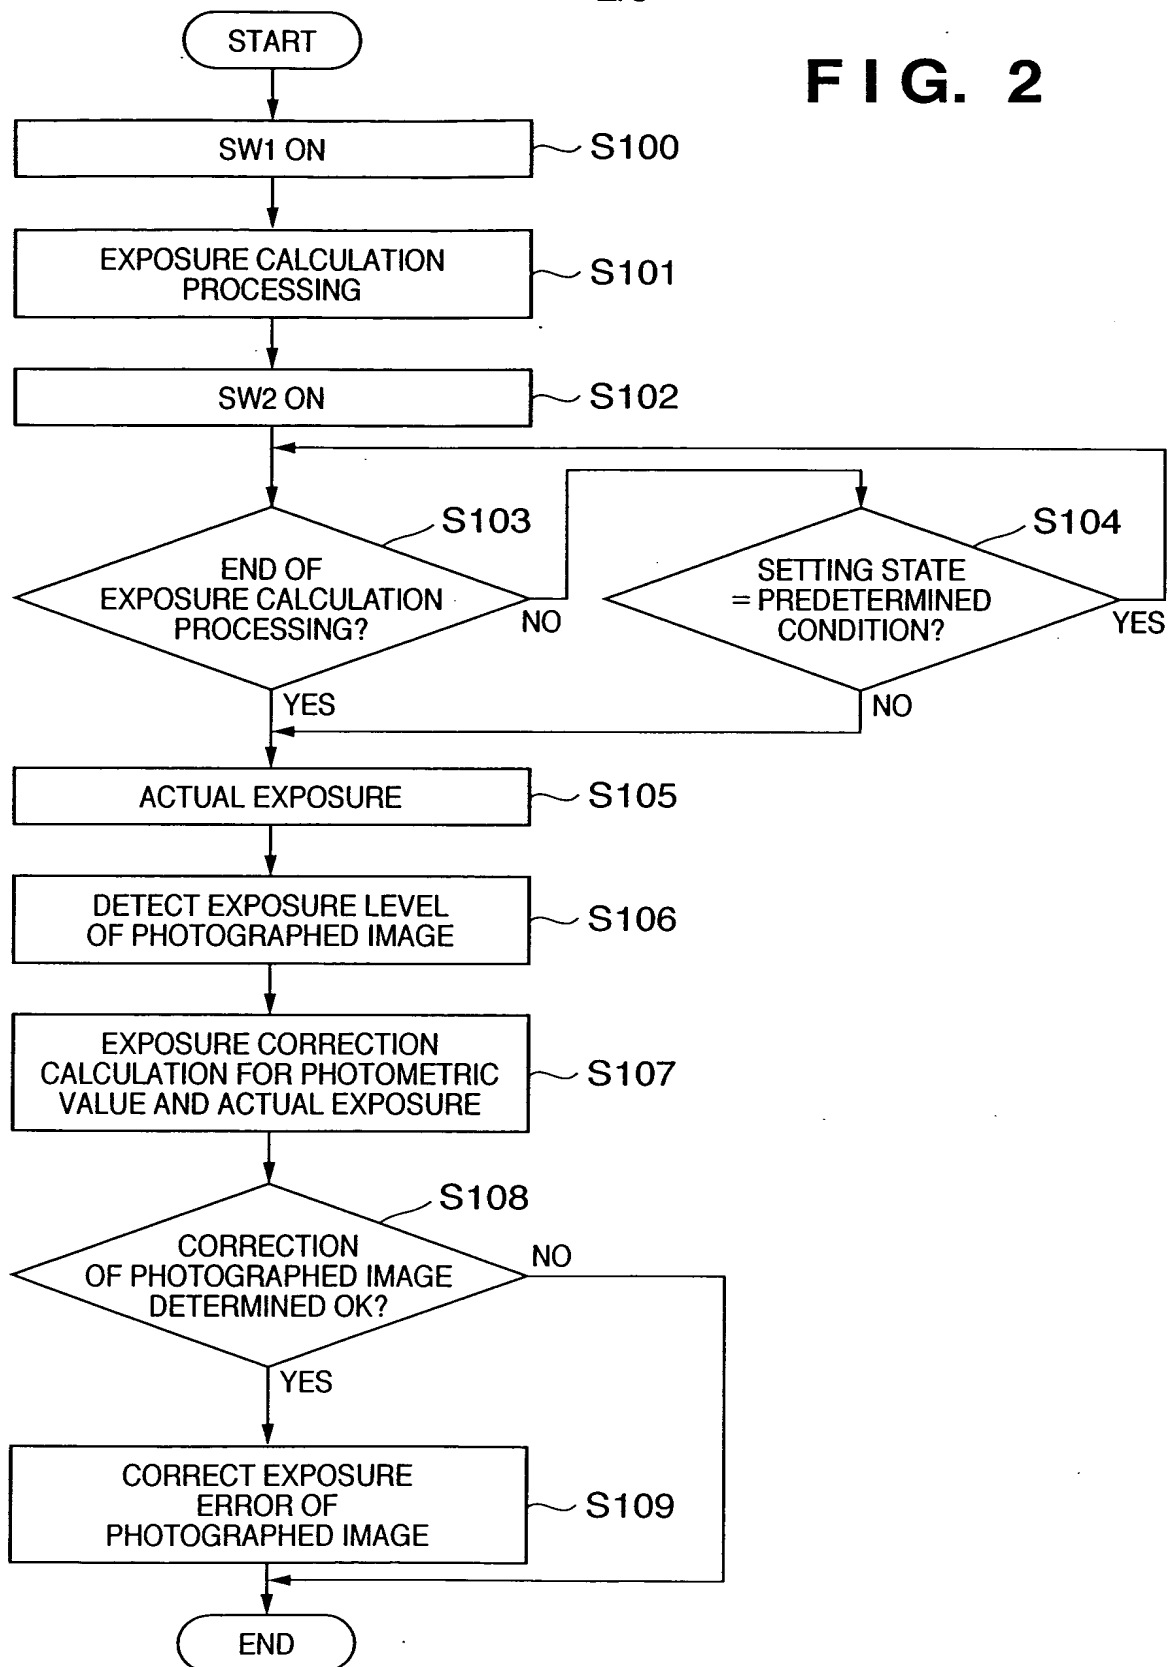 START
FIG. 2
SW1 ON
S100
EXPOSURE CALCULATION
PROCESSING
S101
SW2 ON
S102
S103
END OF
EXPOSURE CALCULATION
PROCESSING?
NO
YES
S104
SETTING STATE
= PREDETERMINED
CONDITION?
YES
NO
ACTUAL EXPOSURE
S105
DETECT EXPOSURE LEVEL
OF PHOTOGRAPHED IMAGE
S106
EXPOSURE CORRECTION
CALCULATION FOR PHOTOMETRIC
VALUE AND ACTUAL EXPOSURE
S107
S108
CORRECTION
OF PHOTOGRAPHED IMAGE
DETERMINED OK?
NO
YES
CORRECT EXPOSURE
ERROR OF
PHOTOGRAPHED IMAGE
S109
END